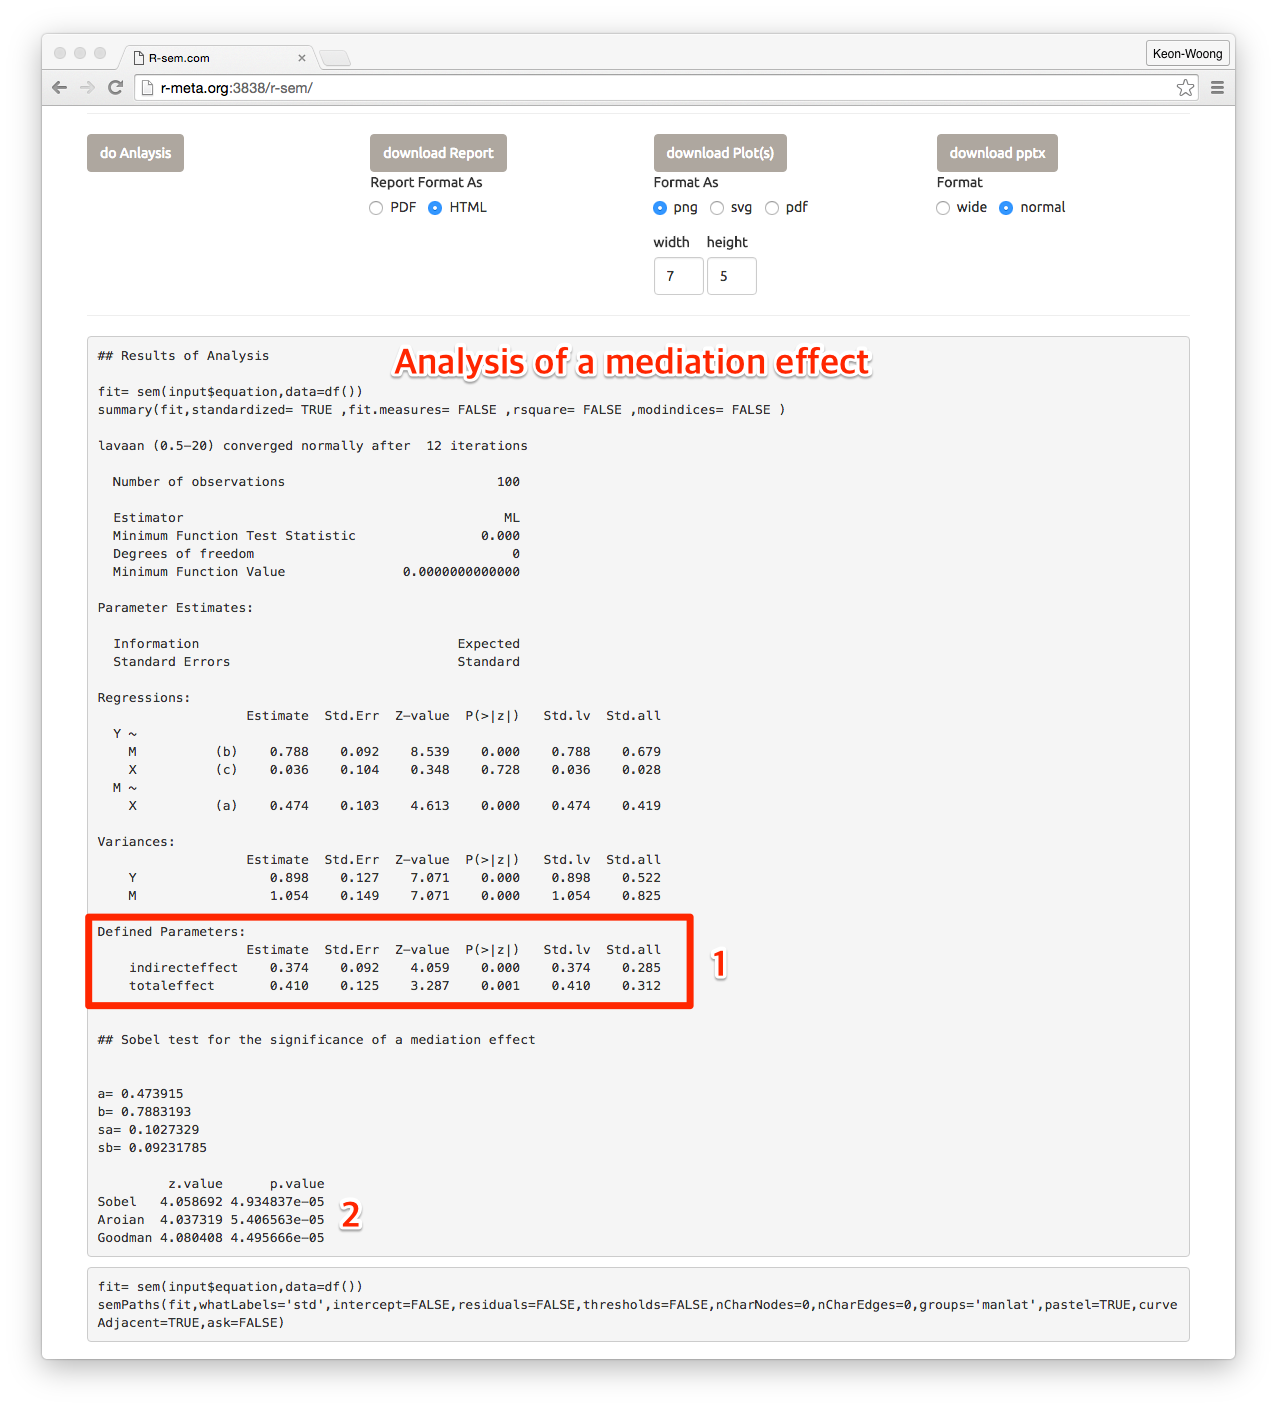 R-sem.com
Keon-Woong
r-meta.org:3838/r-sem/
do Anlaysis
download Report
download Plot(s)
download pptx
Report Format As
Format As
Format
PDF HTML
png svg pdf
wide normal
width height
7 5
## Results of Analysis
Analysis of a mediation effect
fit= sem(input$equation,data=df())
summary(fit,standardized= TRUE ,fit.measures= FALSE ,rsquare= FALSE ,modindices= FALSE )
lavaan (0.5-20) converged normally after  12 iterations
Number of observations 100
Estimator ML
Minimum Function Test Statistic 0.000
Degrees of freedom 0
Minimum Function Value 0.0000000000000
Parameter Estimates:
Information Expected
Standard Errors Standard
Regressions:
Estimate Std.Err Z-value P(>|z|) Std.lv Std.all
Y ~
M (b) 0.788 0.092 8.539 0.000 0.788 0.679
X (c) 0.036 0.104 0.348 0.728 0.036 0.028
M ~
X (a) 0.474 0.103 4.613 0.000 0.474 0.419
Variances:
Estimate Std.Err Z-value P(>|z|) Std.lv Std.all
Y 0.898 0.127 7.071 0.000 0.898 0.522
M 1.054 0.149 7.071 0.000 1.054 0.825
Defined Parameters:
Estimate Std.Err Z-value P(>|z|) Std.lv Std.all
indirecteffect 0.374 0.092 4.059 0.000 0.374 0.285
totaleffect 0.410 0.125 3.287 0.001 0.410 0.312
1
## Sobel test for the significance of a mediation effect
a= 0.473915
b= 0.7883193
sa= 0.1027329
sb= 0.09231785
z.value p.value
Sobel 4.058692 4.934837e-05
Aroian 4.037319 5.406563e-05
Goodman 4.080408 4.495666e-05
2
fit= sem(input$equation,data=df())
semPaths(fit,whatLabels='std',intercept=FALSE,residuals=FALSE,thresholds=FALSE,nCharNodes=0,nCharEdges=0,groups='manlat',pastel=TRUE,curve
Adjacent=TRUE,ask=FALSE)